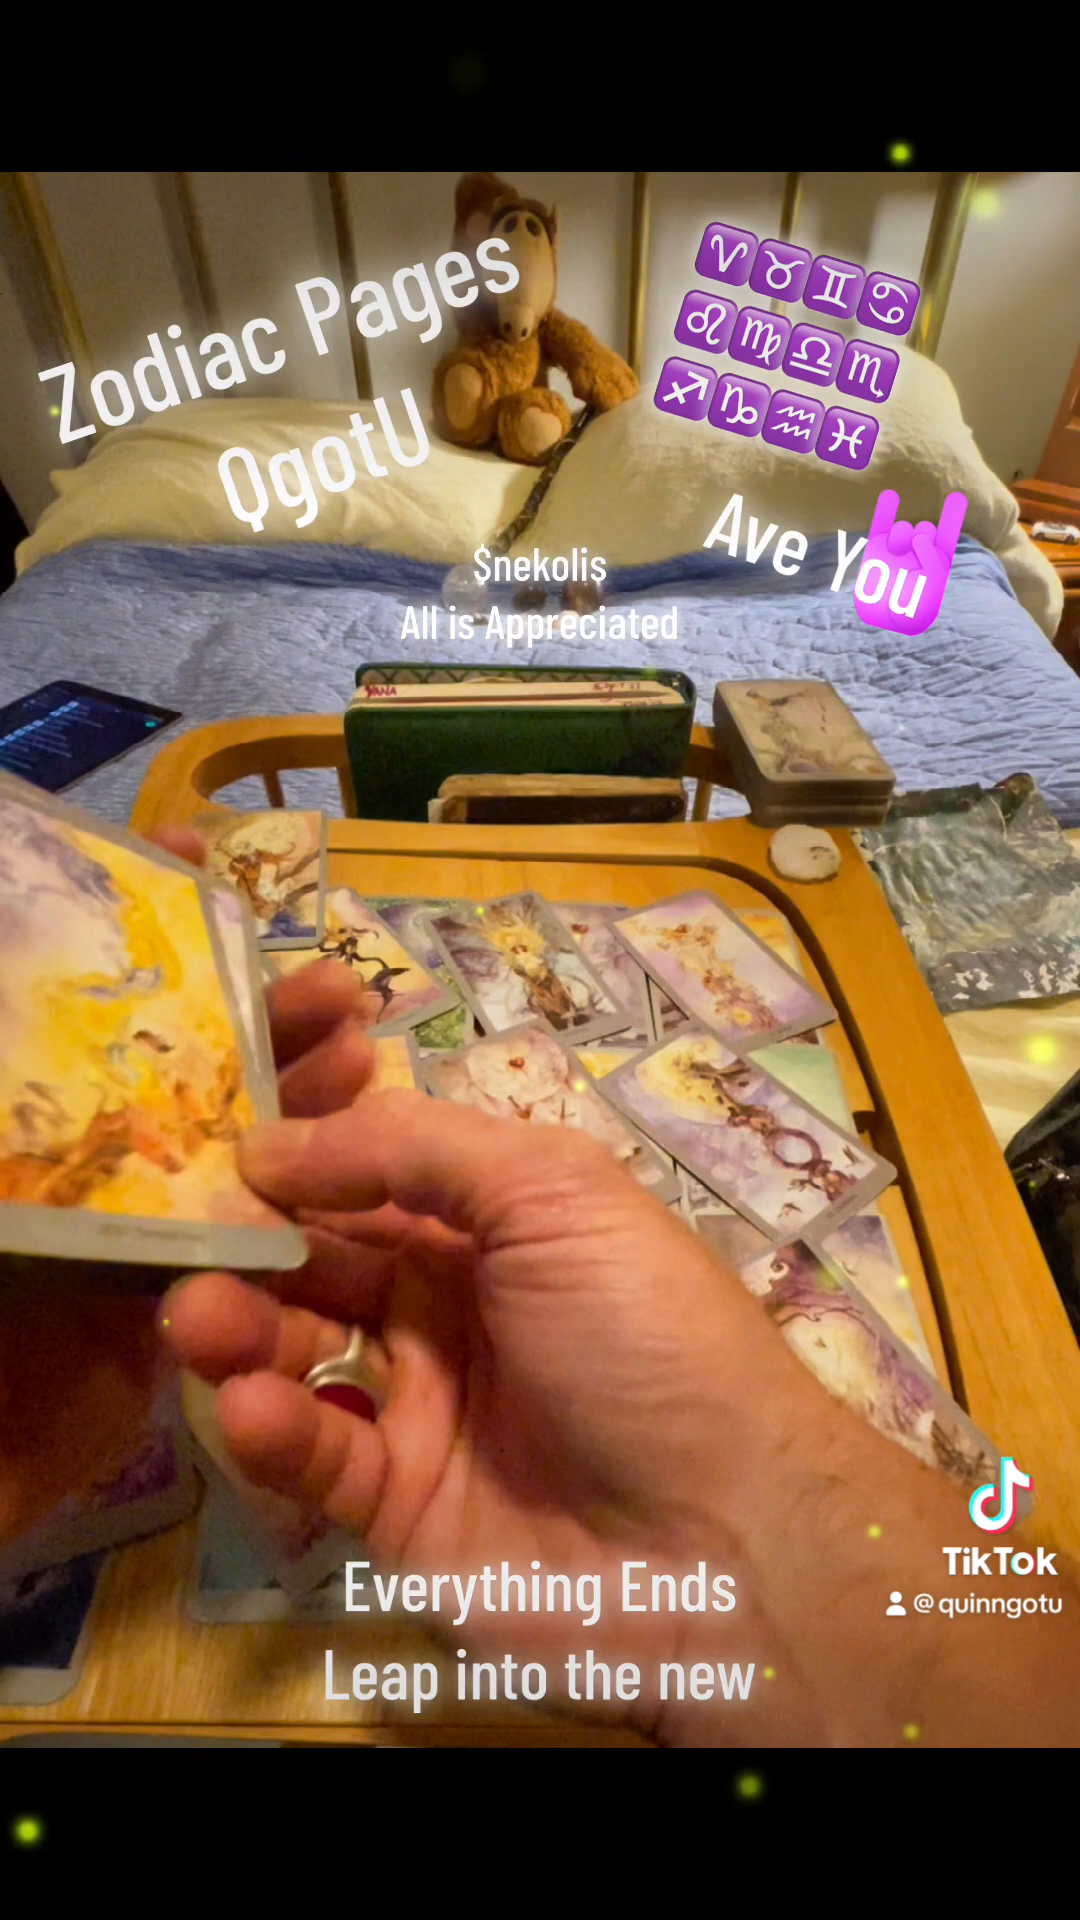 Zodiac Pages
QgotU
♈♉♊♋
♌♍♎♏
♐♑♒♓
Ave You
$nekolis
All is Appreciated
Everything Ends
Leap into the new
TikTok
@quinngotu